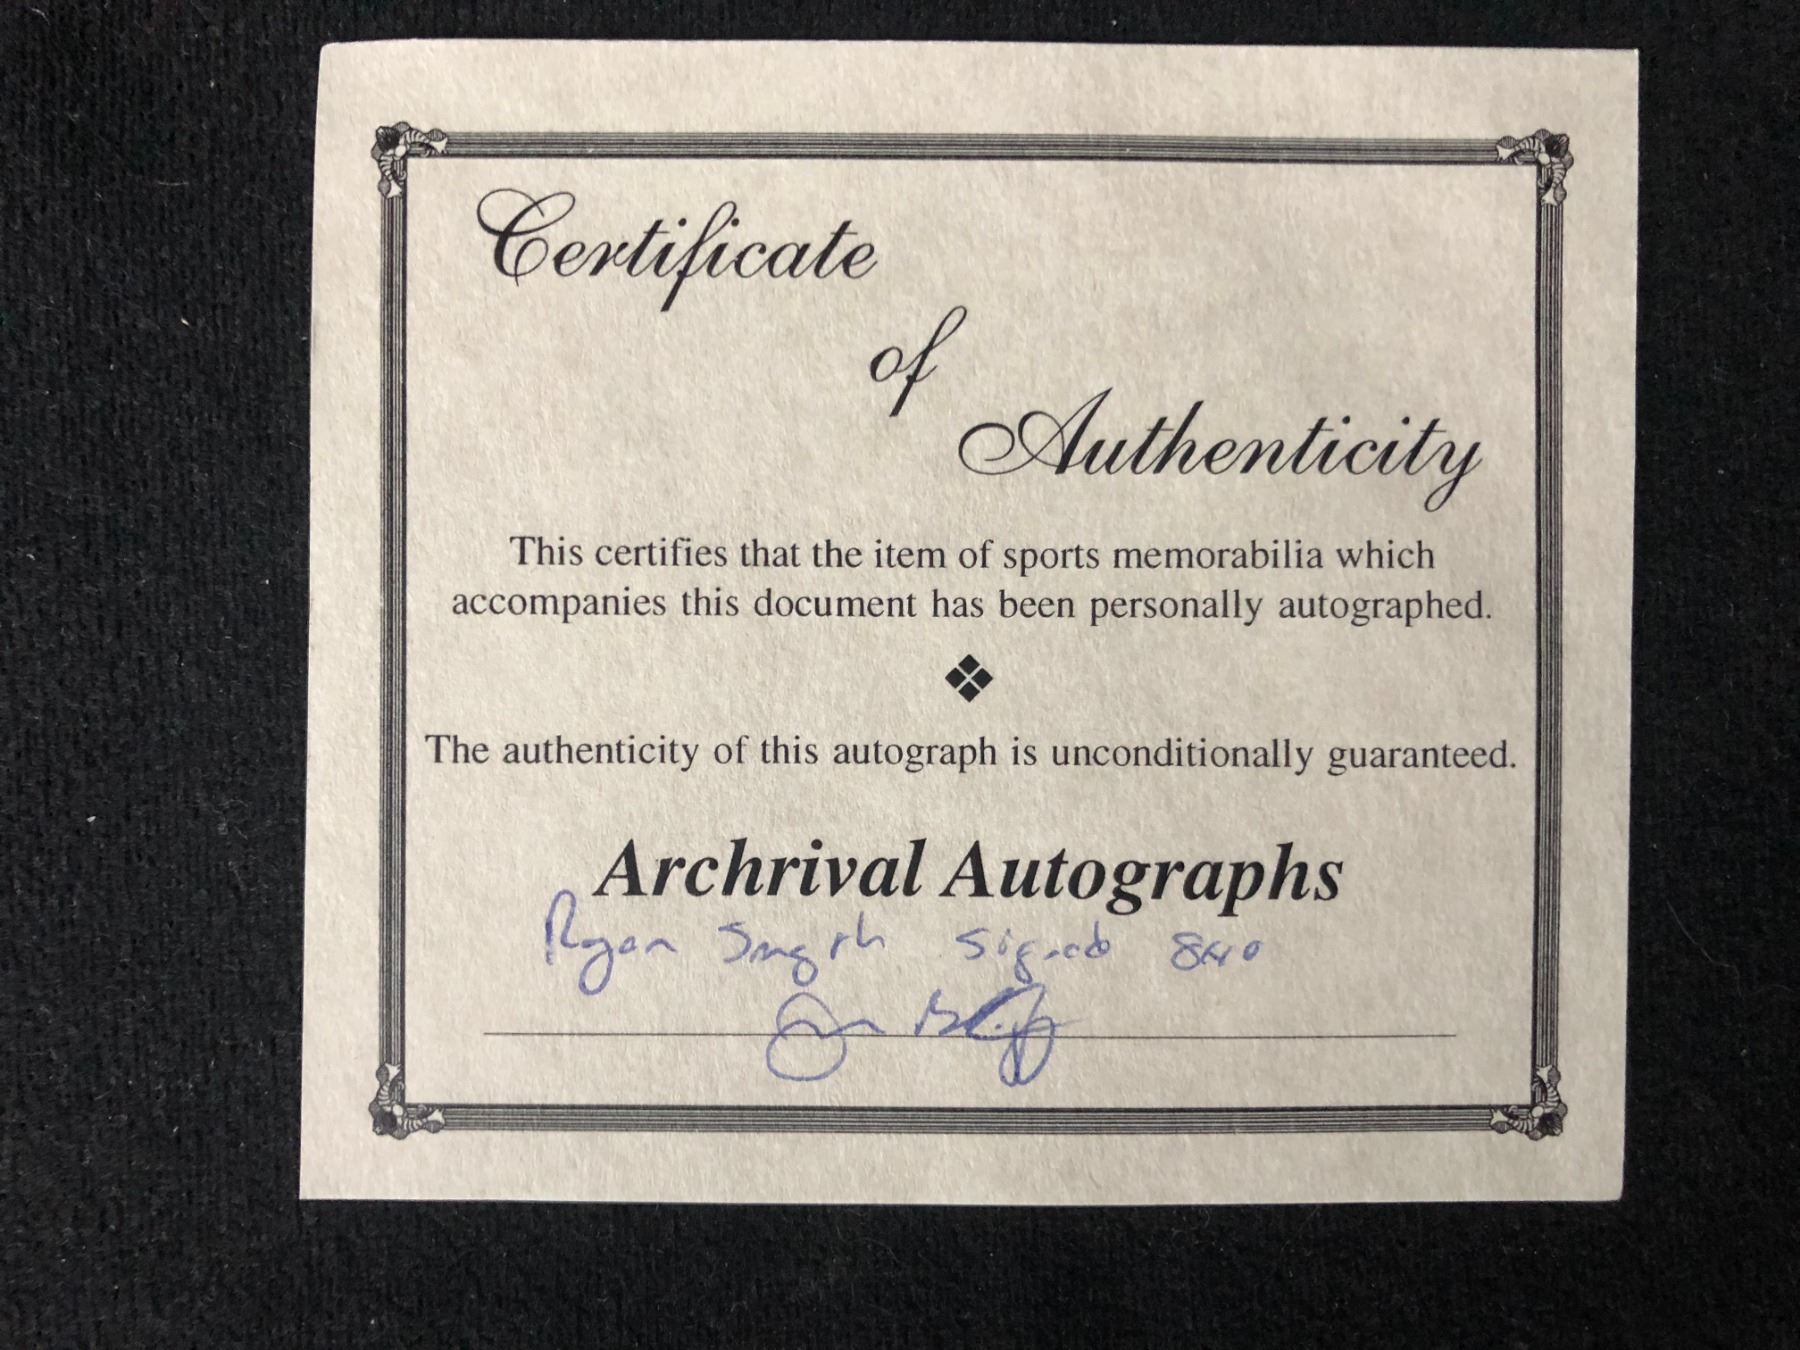 Certificate
of
Authenticity
This certifies that the item of sports memorabilia which
accompanies this document has been personally autographed.
The authenticity of this autograph is unconditionally guaranteed.
Archrival Autographs
Ryan Smyth Signed 8x10